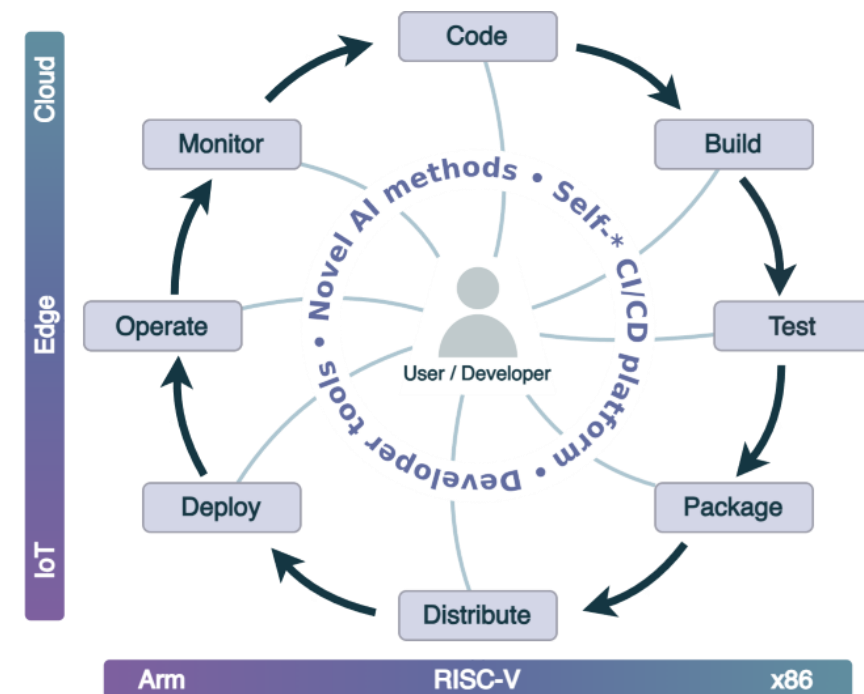 Code
Cloud
Monitor
Build
Novel AI methods • Self-* CI/CD platform • Developer tools •
Edge
Operate
Test
User / Developer
Deploy
Package
IoT
Distribute
Arm
RISC-V
x86